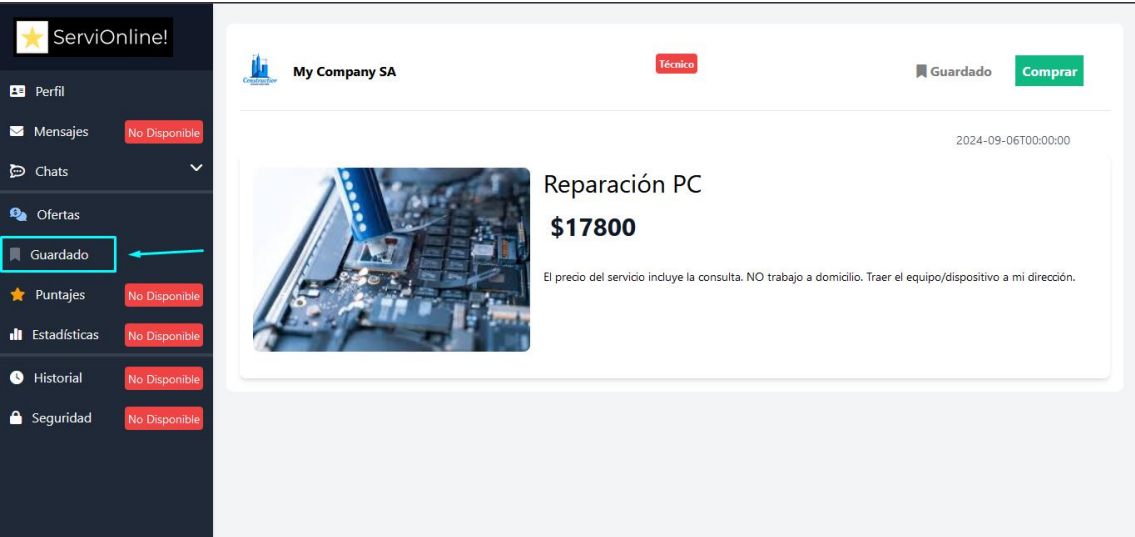 ServiOnline!
Perfil
Mensajes No Disponible
Chats
Ofertas
Guardado
Puntajes No Disponible
Estadísticas No Disponible
Historial No Disponible
Seguridad No Disponible
Construction
My Company SA
Técnico
Guardado
Comprar
2024-09-06T00:00:00
Reparación PC
$17800
El precio del servicio incluye la consulta. NO trabajo a domicilio. Traer el equipo/dispositivo a mi dirección.